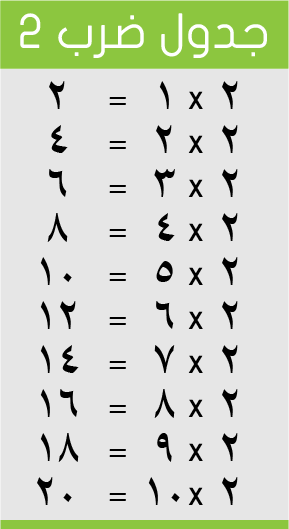 جدول ضرب 2
٢ x ١ = ٢
٢ x ٢ = ٤
٢ x ٣ = ٦
٢ x ٤ = ٨
٢ x ٥ = ١٠
٢ x ٦ = ١٢
٢ x ٧ = ١٤
٢ x ٨ = ١٦
٢ x ٩ = ١٨
٢ x ١٠ = ٢٠